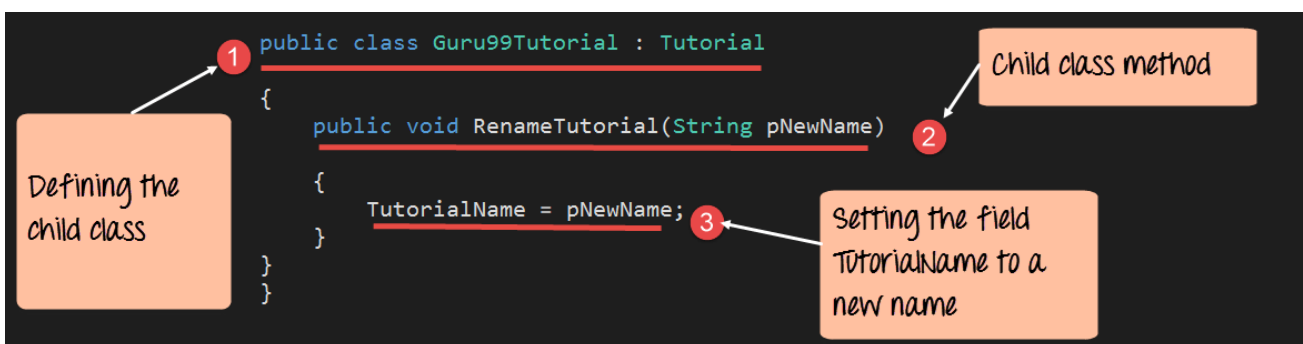 public class Guru99Tutorial : Tutorial
1
Child class method
{
public void RenameTutorial(String pNewName)
2
Defining the
child class
{
TutorialName = pNewName;
3
Setting the field
TutorialName to a
new name
}
}
}